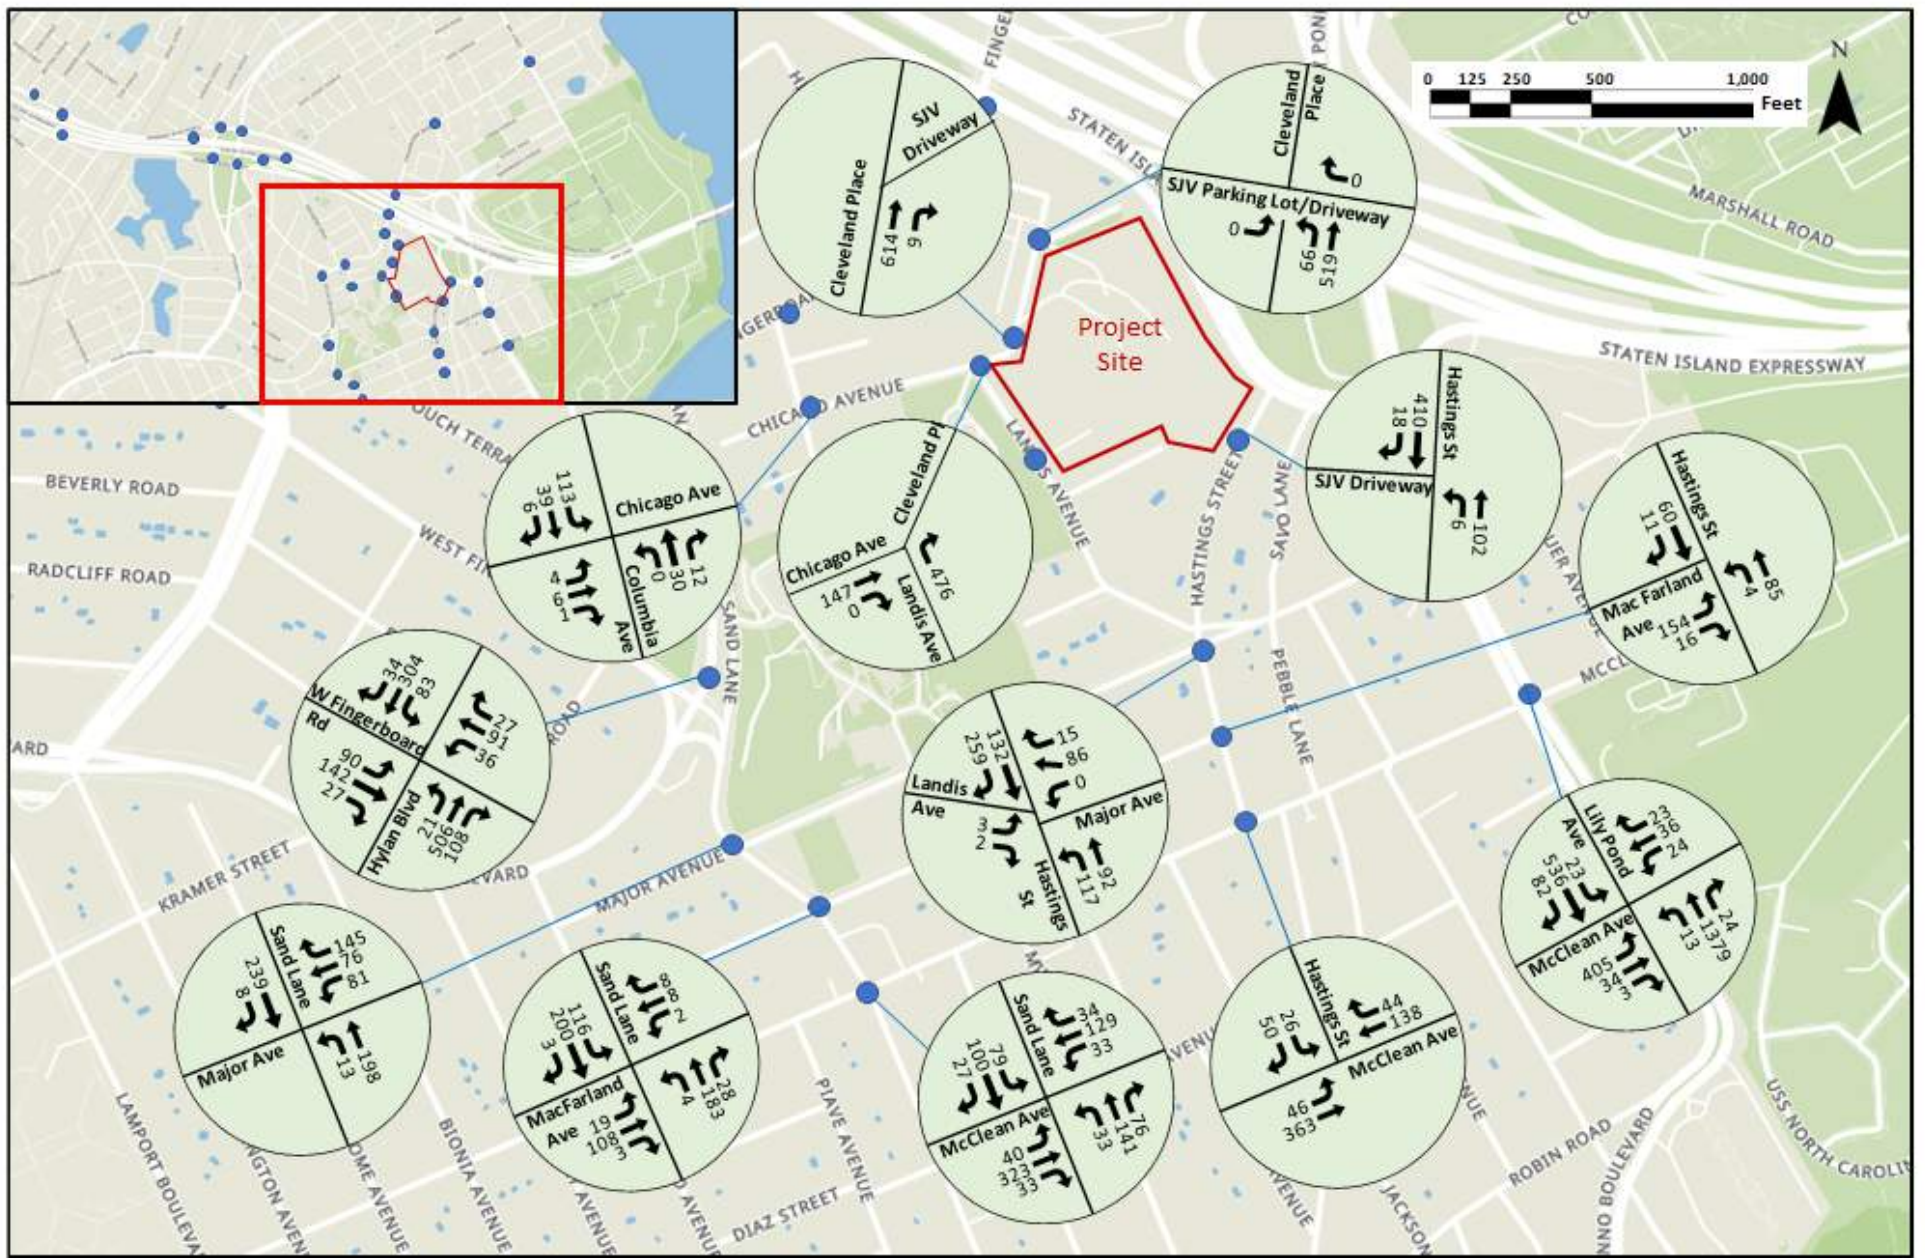 N
0 125 250 500 1,000
Feet
STATEN ISLAND EXPRESSWAY
MARSHALL ROAD
Project
Site
SJV
Driveway
Cleveland Place
614
9
Cleveland
Place
0
SJV Parking Lot/Driveway
0
66
519
CHICAGO AVENUE
LANDIS AVENUE
HASTINGS STREET
SAVO LANE
PEBBLE LANE
SAND LANE
Hastings St
410
18
SJV Driveway
6
102
Hastings St
60
11
85
4
Mac Farland
Ave
154
16
113
39
6
Chicago Ave
4
6
1
Columbia
Ave
0
30
12
Cleveland Pl
Chicago Ave
147
0
Landis Ave
476
BEVERLY ROAD
RADCLIFF ROAD
34
304
83
W Fingerboard
Rd
27
91
36
90
142
27
Hylan Blvd
21
506
108
132
259
15
86
0
Landis
Ave
Major Ave
3
2
Hastings
St
92
117
Lily Pond
Ave
23
36
24
23
536
82
McClean Ave
24
1379
13
405
34
3
KRAMER STREET
MAJOR AVENUE
Sand Lane
145
76
81
239
8
Major Ave
198
13
Sand Lane
8
8
2
116
200
3
MacFarland
Ave
19
108
3
28
183
4
Sand Lane
34
129
33
79
100
27
McClean Ave
40
323
33
76
141
33
Hastings St
44
138
26
50
McClean Ave
46
363
BIONIA AVENUE
PIAVE AVENUE
DIAZ STREET
JACKSON
ROBIN ROAD